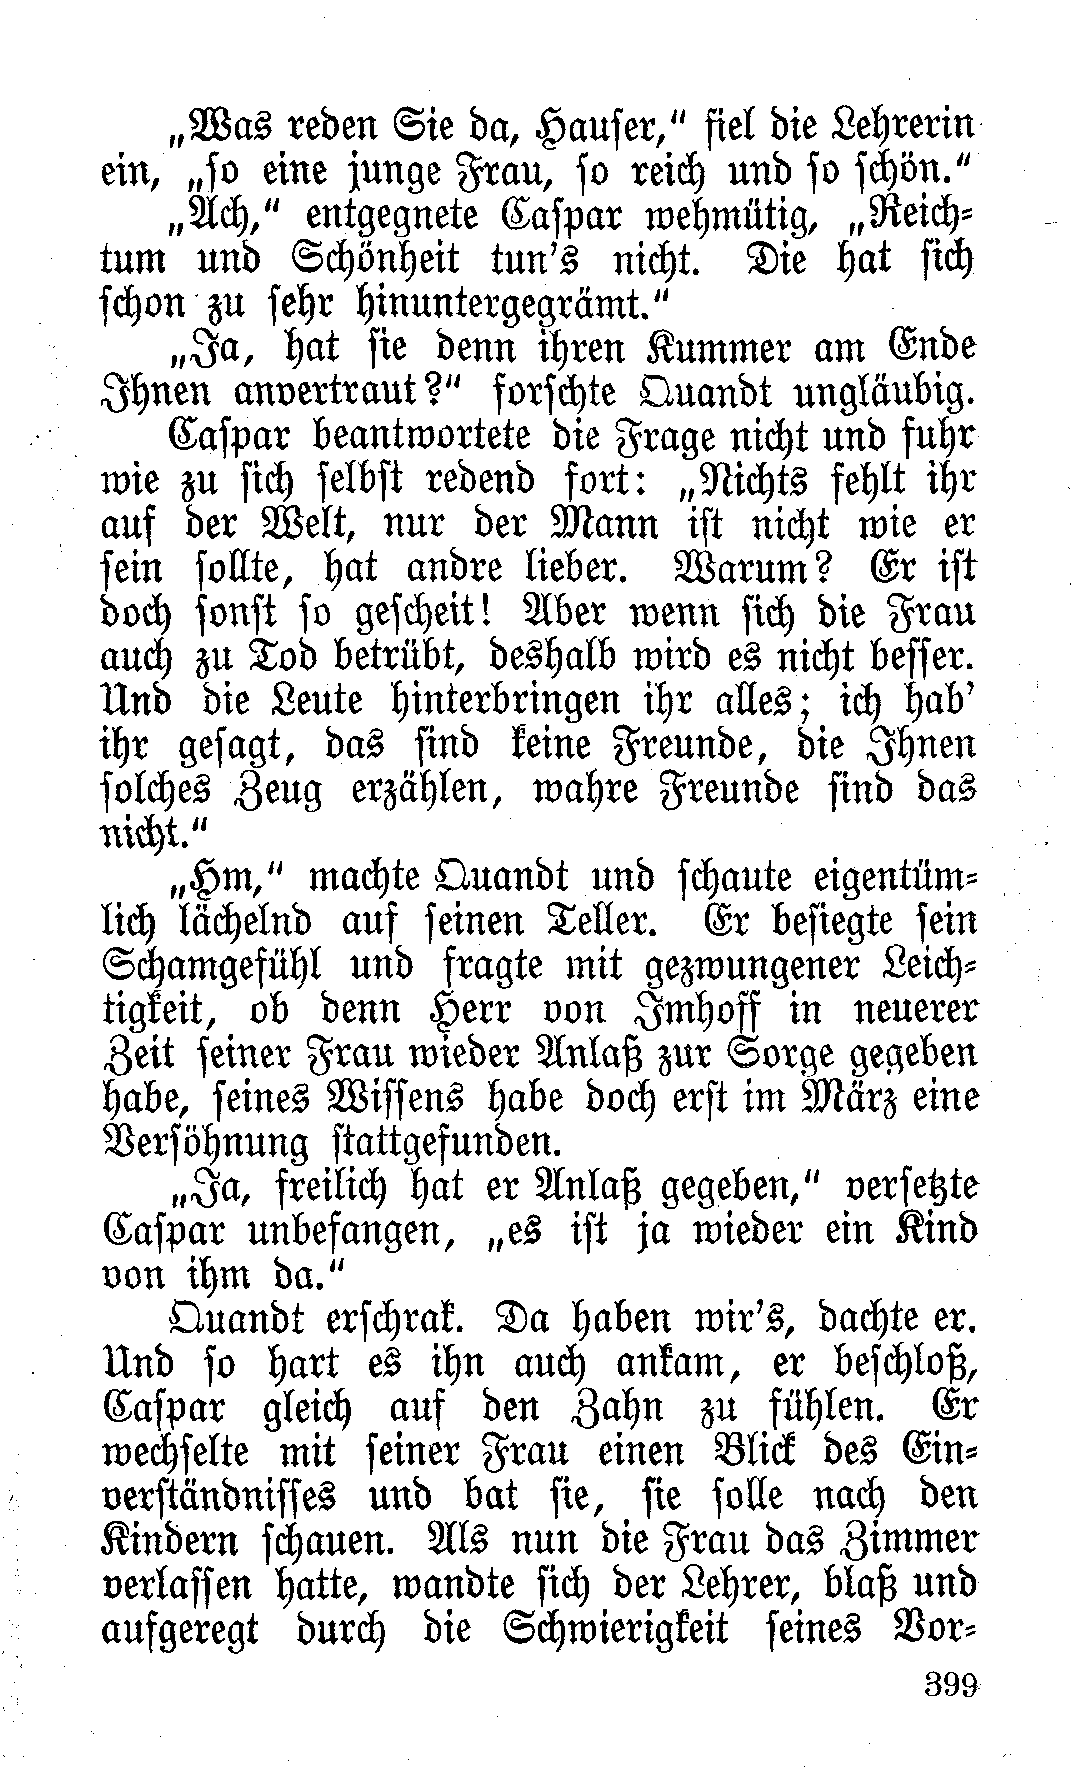 „Was reden Sie da, Hauser,“ fiel die Lehrerin
ein, „so eine junge Frau, so reich und so schön.“
„Ach,“ entgegnete Caspar wehmütig, „Reich-
tum und Schönheit tun's nicht. Die hat sich
schon zu sehr hinuntergegrämt.“
„Ja, hat sie denn ihren Kummer am Ende
Ihnen anvertraut?“ forschte Quandt ungläubig.
Caspar beantwortete die Frage nicht und fuhr
wie zu sich selbst redend fort: „Nichts fehlt ihr
auf der Welt, nur der Mann ist nicht wie er
sein sollte, hat andre lieber. Warum? Er ist
doch sonst so gescheit! Aber wenn sich die Frau
auch zu Tod betrübt, deshalb wird es nicht besser.
Und die Leute hinterbringen ihr alles; ich hab'
ihr gesagt, das sind keine Freunde, die Ihnen
solches Zeug erzählen, wahre Freunde sind das
nicht.“
„Hm,“ machte Quandt und schaute eigentüm-
lich lächelnd auf seinen Teller. Er besiegte sein
Schamgefühl und fragte mit gezwungener Leich-
tigkeit, ob denn Herr von Imhoff in neuerer
Zeit seiner Frau wieder Anlaß zur Sorge gegeben
habe, seines Wissens habe doch erst im März eine
Versöhnung stattgefunden.
„Ja, freilich hat er Anlaß gegeben,“ versetzte
Caspar unbefangen, „es ist ja wieder ein Kind
von ihm da.“
Quandt erschrak. Da haben wir's, dachte er.
Und so hart es ihn auch ankam, er beschloß,
Caspar gleich auf den Zahn zu fühlen. Er
wechselte mit seiner Frau einen Blick des Ein-
verständnisses und bat sie, sie solle nach den
Kindern schauen. Als nun die Frau das Zimmer
verlassen hatte, wandte sich der Lehrer, blaß und
aufgeregt durch die Schwierigkeit seines Vor-
399